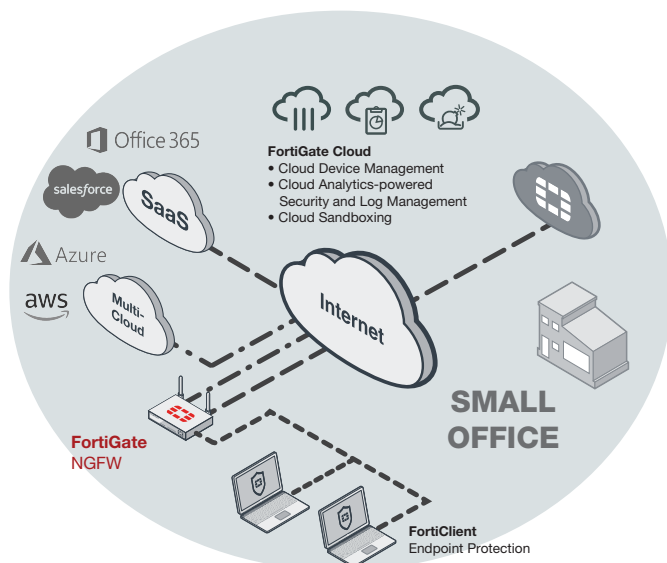 Office 365
salesforce
SaaS
Azure
aws
Multi-
Cloud
FortiGate Cloud
• Cloud Device Management
• Cloud Analytics-powered
Security and Log Management
• Cloud Sandboxing
Internet
SMALL
OFFICE
FortiGate
NGFW
FortiClient
Endpoint Protection